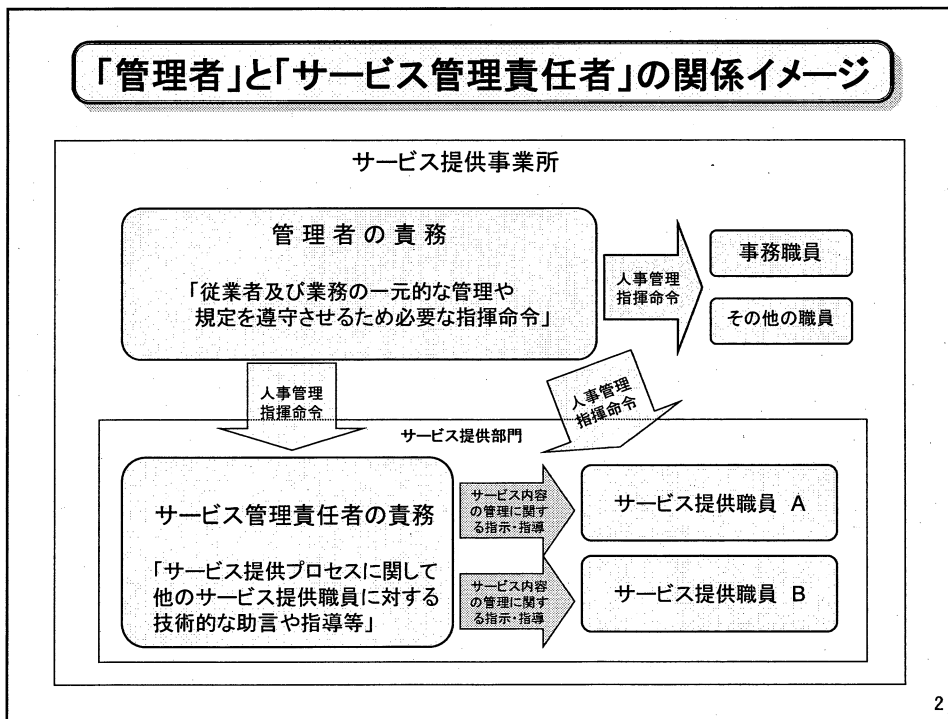 「管理者」と「サービス管理責任者」の関係イメージ
サービス提供事業所
管理者の責務
「従業者及び業務の一元的な管理や
規定を遵守させるため必要な指揮命令」
人事管理
指揮命令
事務職員
その他の職員
人事管理
指揮命令
人事管理
指揮命令
サービス提供部門
サービス管理責任者の責務
「サービス提供プロセスに関して
他のサービス提供職員に対する
技術的な助言や指導等」
サービス内容
の管理に関す
る指示・指導
サービス提供職員 A
サービス内容
の管理に関す
る指示・指導
サービス提供職員 B
2